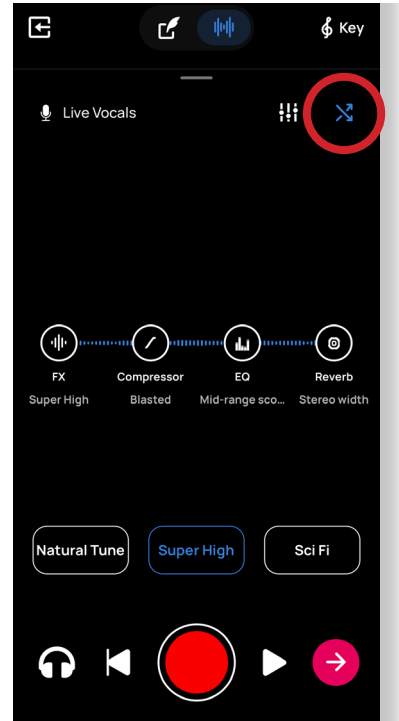 Key
Live Vocals
FX
Compressor
EQ
Reverb
Super High
Blasted
Mid-range sco...
Stereo width
Natural Tune
Super High
Sci Fi